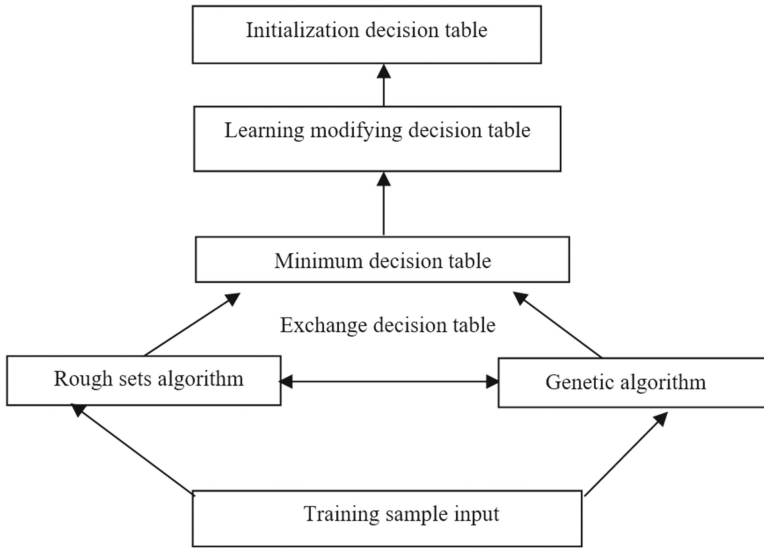 Initialization decision table
Learning modifying decision table
Minimum decision table
Exchange decision table
Rough sets algorithm
Genetic algorithm
Training sample input